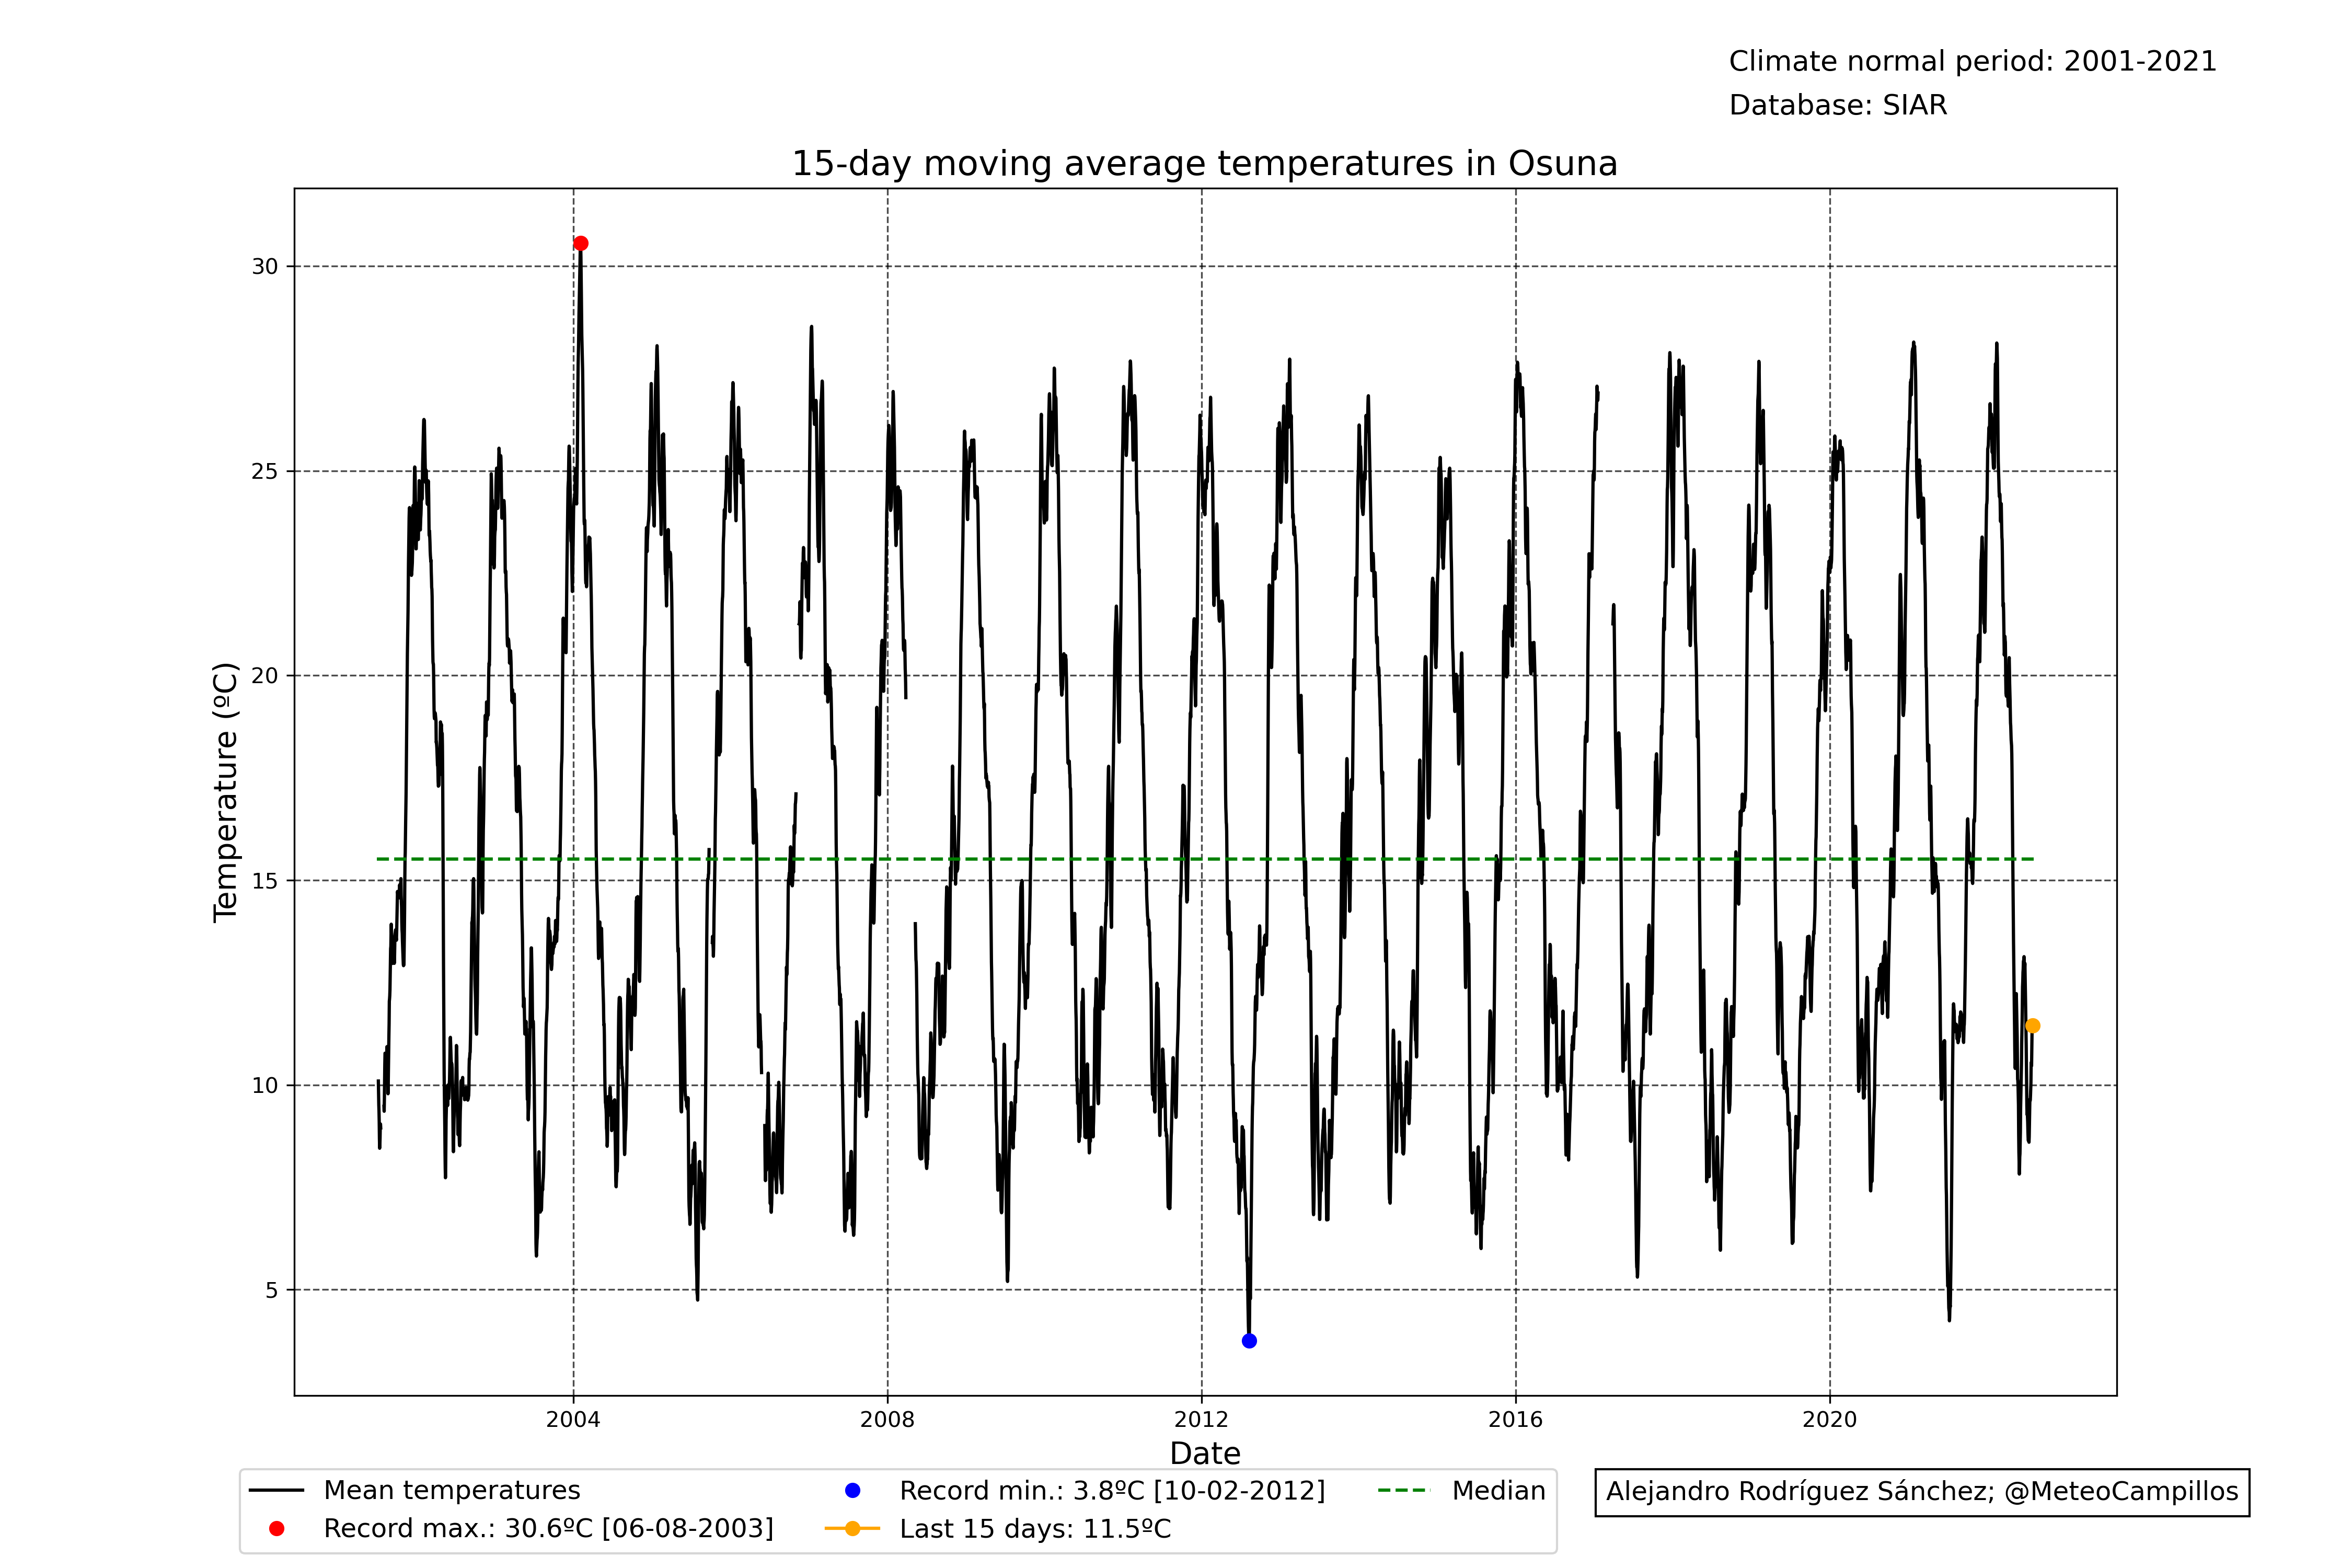 Climate normal period: 2001-2021
Database: SIAR
15-day moving average temperatures in Osuna
Temperature (ºC)
30
25
20
15
10
5
2004
2008
2012
2016
2020
Date
Mean temperatures
Record max.: 30.6ºC [06-08-2003]
Record min.: 3.8ºC [10-02-2012]
Last 15 days: 11.5ºC
Median
Alejandro Rodríguez Sánchez; @MeteoCampillos